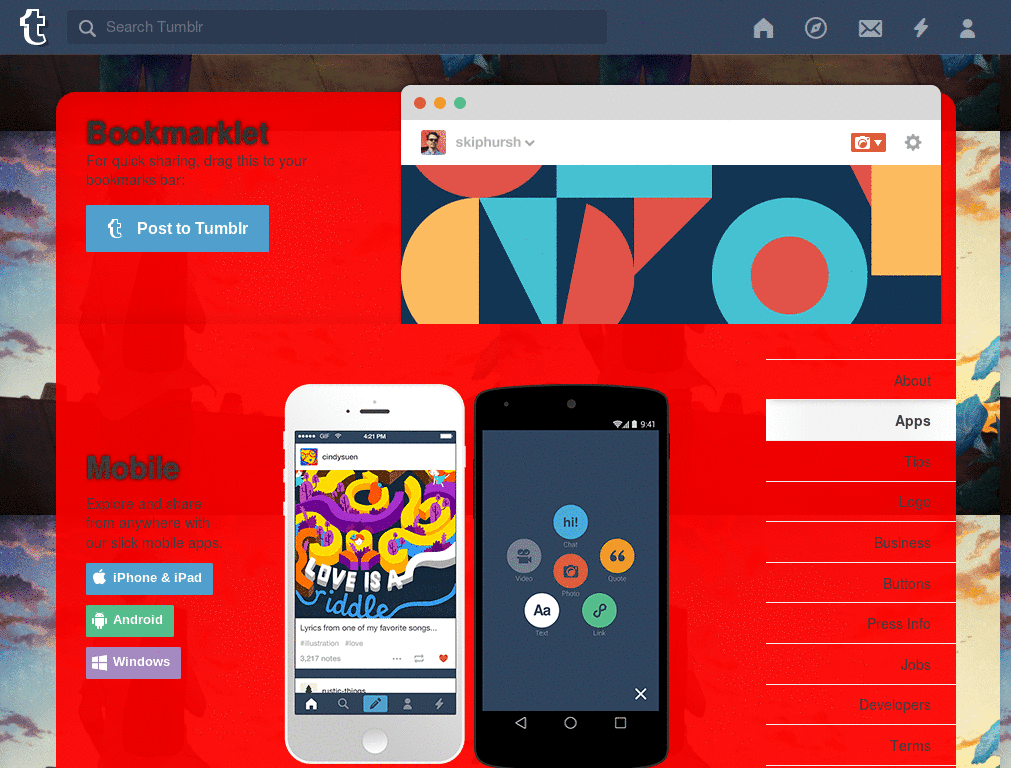 Search Tumblr
Bookmarklet
For quick sharing, drag this to your
bookmarks bar:
Post to Tumblr
skiphursh
About
Apps
Tips
Logo
Business
Buttons
Press Info
Jobs
Developers
Terms
Mobile
Explore and share
from anywhere with
our slick mobile apps.
iPhone & iPad
Android
Windows
GIF
4:21 PM
cindysuen
LOVE IS A
riddle
Lyrics from one of my favorite songs...
#illustration #love
3,217 notes
rustic-things
9:41
hi!
Chat
Video
Photo
Quote
Aa
Text
Link